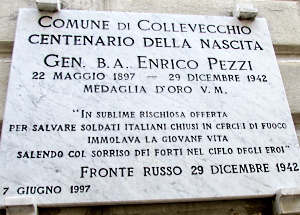 COMUNE DI COLLEVECCHIO
CENTENARIO DELLA NASCITA
GEN. B.A. ENRICO PEZZI
22 MAGGIO 1897 — 29 DICEMBRE 1942
MEDAGLIA D'ORO V.M.
"IN SUBLIME RISCHIOSA OFFERTA
PER SALVARE SOLDATI ITALIANI CHIUSI IN CERCHI DI FUOCO
IMMOLAVA LA GIOVANE VITA
SALENDO COL SORRISO DEI FORTI NEL CIELO DEGLI EROI"
FRONTE RUSSO 29 DICEMBRE 1942
7 GIUGNO 1997